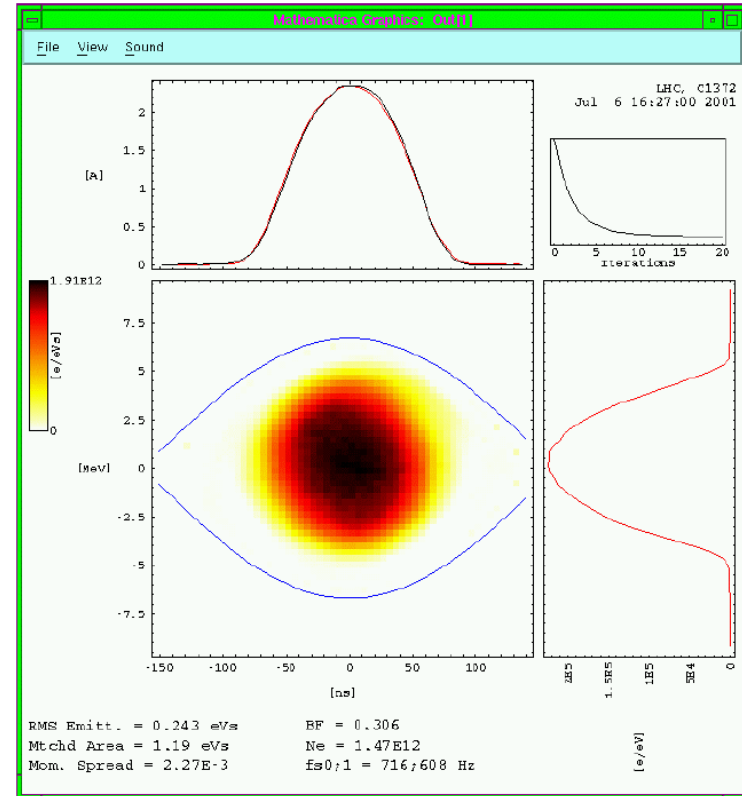 Mathematica Graphics: Out[1]
File View Sound
LHC, C1372
Jul 6 16:27:00 2001
2
1.5
[A]
1
0.5
0
0 5 10 15 20
iterations
1.91E12
[e/eVs]
0
7.5
5
2.5
[MeV]
0
-2.5
-5
-7.5
-150 -100 -50 0 50 100
[ns]
2E5
1.5E5
1E5
5E4
0
[e/eV]
RMS Emitt. = 0.243 eVs
BF = 0.306
Mtchd Area = 1.19 eVs
Ne = 1.47E12
Mom. Spread = 2.27E-3
fs0;1 = 716;608 Hz